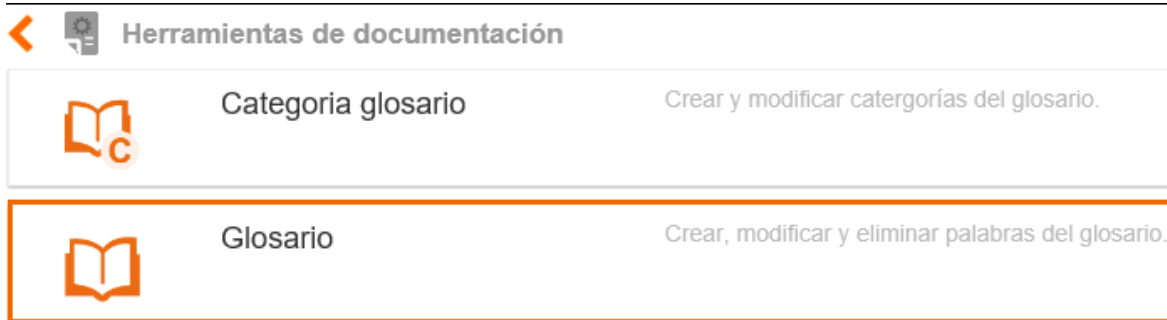 Herramientas de documentación
Categoria glosario
Crear y modificar catergorías del glosario.
C
Glosario
Crear, modificar y eliminar palabras del glosario.